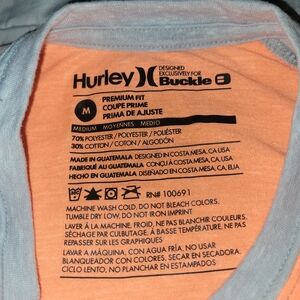 Hurley )( DESIGNED EXCLUSIVELY FOR Buckle B
M
PREMIUM FIT
COUPE PRIME
PRIMA DE AJUSTE
MEDIUM MOYENNES MEDIO
70% POLYESTER / POLYESTER / POLIÉSTER
30% COTTON / COTON / ALGODÓN
MADE IN GUATEMALA DESIGNED IN COSTA MESA, CA, USA
FABRIQUÉ AU GUATEMALA CONÇU À COSTA MESA, CA, USA
HECHO EN GUATEMALA DISEÑADO EN COSTA MESA, CA, USA
RN# 100691
MACHINE WASH COLD, DO NOT BLEACH COLORS.
TUMBLE DRY LOW, DO NOT IRON IMPRINT
LAVER À LA MACHINE, FROID, NE PAS BLANCHIR COULEURS.
SÉCHAGE PAR CULBUTAGE. À BASSE TEMPÉRATURE. NE PAS
REPASSER SUR LES GRAPHIQUES
LAVAR A MÁQUINA, CON AGUA FRÍA. NO USAR
BLANQUEADOR CON COLORES. SECAR EN SECADORA.
CICLO LENTO, NO PLANCHAR EN ESTAMPADOS